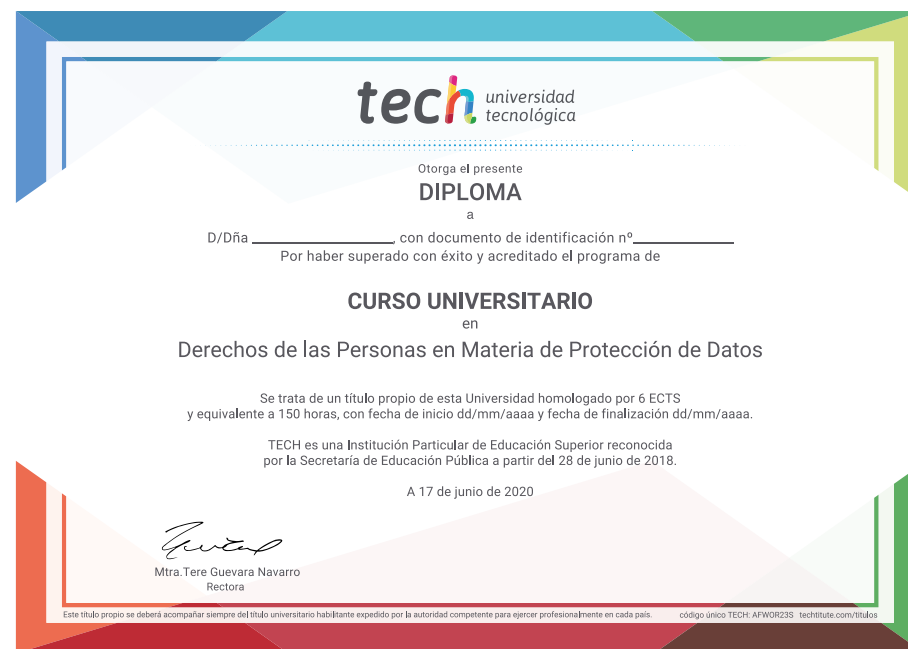 tech universidad
tecnológica
Otorga el presente
DIPLOMA
a
D/Dña ____________________, con documento de identificación nº______________
Por haber superado con éxito y acreditado el programa de
CURSO UNIVERSITARIO
en
Derechos de las Personas en Materia de Protección de Datos
Se trata de un título propio de esta Universidad homologado por 6 ECTS
y equivalente a 150 horas, con fecha de inicio dd/mm/aaaa y fecha de finalización dd/mm/aaaa.
TECH es una Institución Particular de Educación Superior reconocida
por la Secretaría de Educación Pública a partir del 28 de junio de 2018.
A 17 de junio de 2020
Mtra.Tere Guevara Navarro
Rectora
Este título propio se deberá acompañar siempre del título universitario habilitante expedido por la autoridad competente para ejercer profesionalmente en cada país. código único TECH: AFWOR23S techtitute.com/titulos